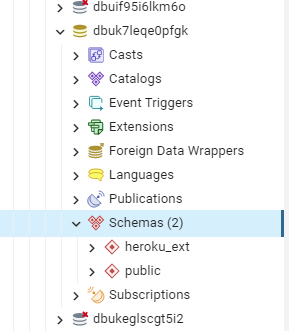 dbuif95i6lkm6o
dbuk7leqe0pfgk
Casts
Catalogs
Event Triggers
Extensions
Foreign Data Wrappers
Languages
Publications
Schemas (2)
heroku_ext
public
Subscriptions
dbukeglscgt5i2